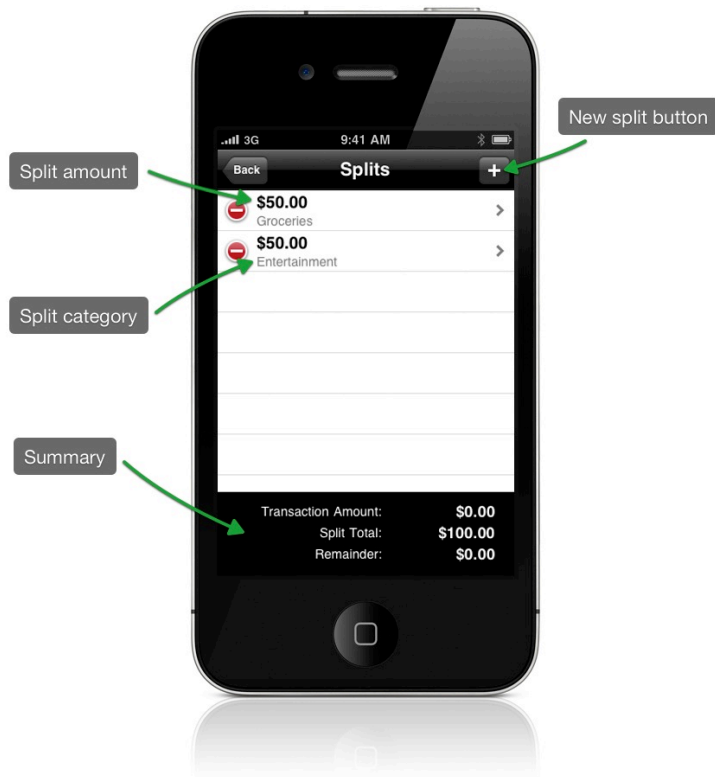 New split button
3G 9:41 AM
Split amount
Back Splits +
$50.00
Groceries
$50.00
Entertainment
Split category
Summary
Transaction Amount: $0.00
Split Total: $100.00
Remainder: $0.00